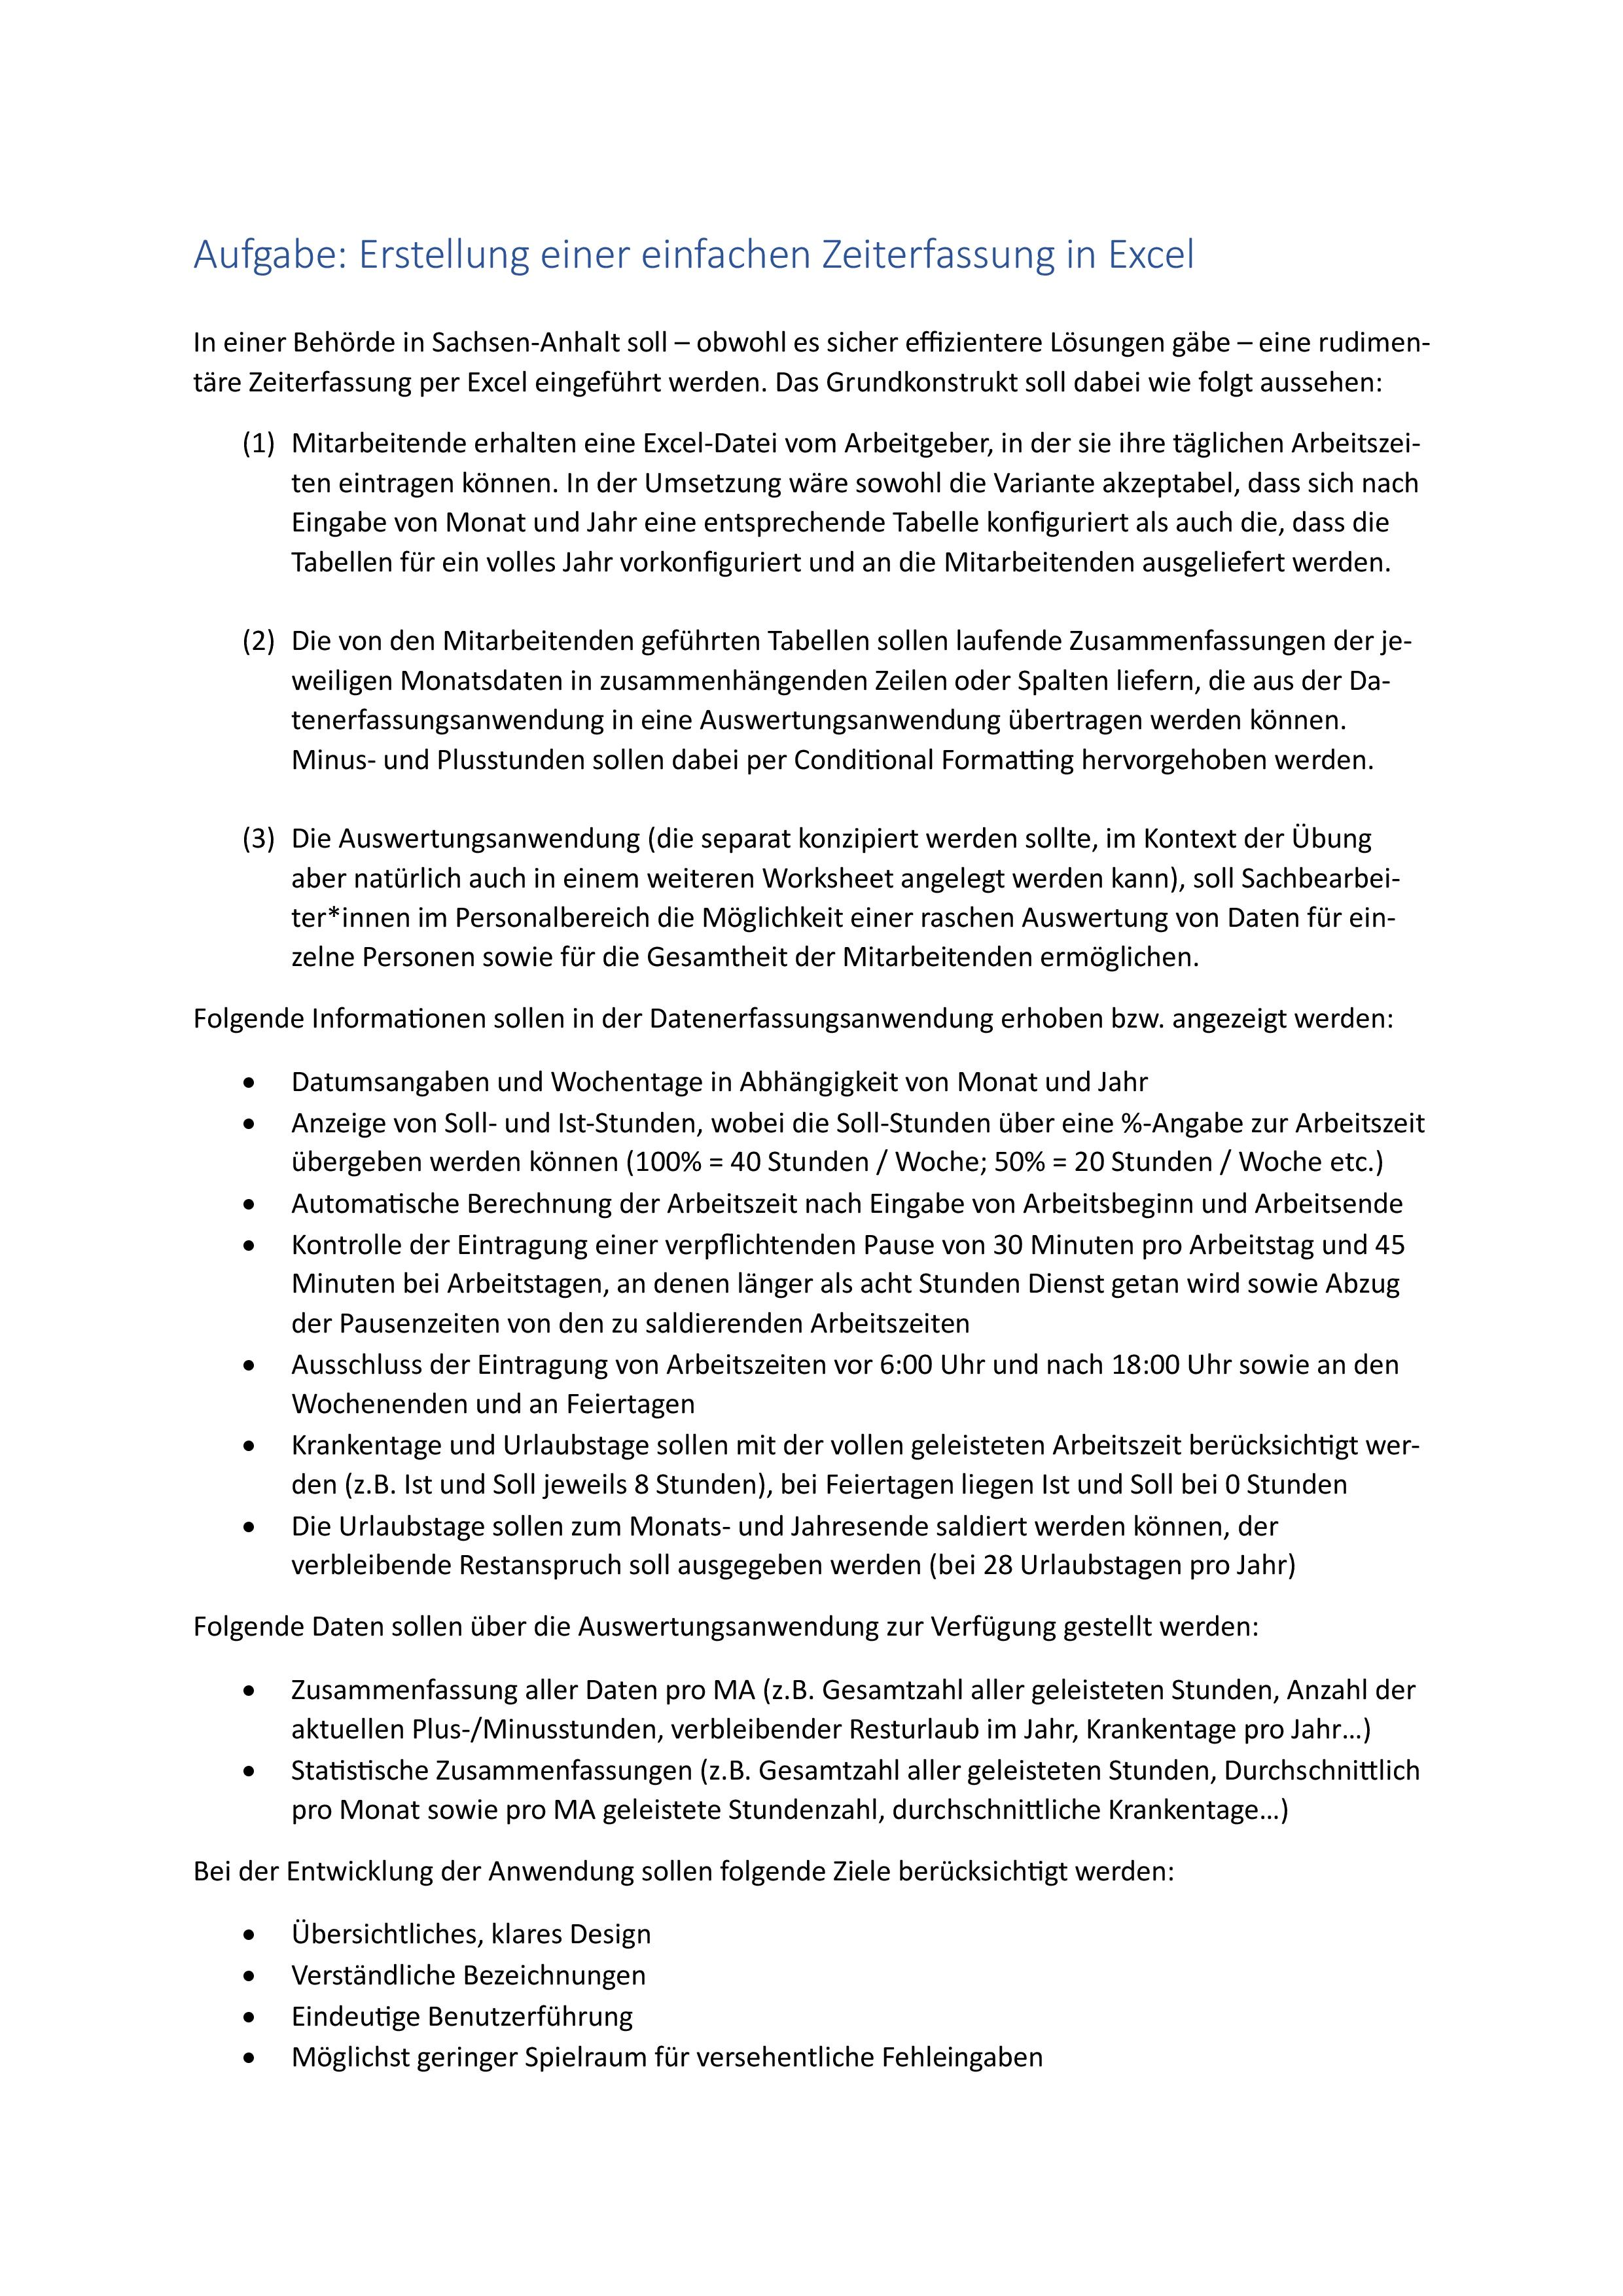 Aufgabe: Erstellung einer einfachen Zeiterfassung in Excel
In einer Behörde in Sachsen-Anhalt soll – obwohl es sicher effizientere Lösungen gäbe – eine rudimen-
täre Zeiterfassung per Excel eingeführt werden. Das Grundkonstrukt soll dabei wie folgt aussehen:
(1) Mitarbeitende erhalten eine Excel-Datei vom Arbeitgeber, in der sie ihre täglichen Arbeitszei-
ten eintragen können. In der Umsetzung wäre sowohl die Variante akzeptabel, dass sich nach
Eingabe von Monat und Jahr eine entsprechende Tabelle konfiguriert als auch die, dass die
Tabellen für ein volles Jahr vorkonfiguriert und an die Mitarbeitenden ausgeliefert werden.
(2) Die von den Mitarbeitenden geführten Tabellen sollen laufende Zusammenfassungen der je-
weiligen Monatsdaten in zusammenhängenden Zeilen oder Spalten liefern, die aus der Da-
tenerfassungsanwendung in eine Auswertungsanwendung übertragen werden können.
Minus- und Plusstunden sollen dabei per Conditional Formatting hervorgehoben werden.
(3) Die Auswertungsanwendung (die separat konzipiert werden sollte, im Kontext der Übung
aber natürlich auch in einem weiteren Worksheet angelegt werden kann), soll Sachbearbei-
ter*innen im Personalbereich die Möglichkeit einer raschen Auswertung von Daten für ein-
zelne Personen sowie für die Gesamtheit der Mitarbeitenden ermöglichen.
Folgende Informationen sollen in der Datenerfassungsanwendung erhoben bzw. angezeigt werden:
• Datumsangaben und Wochentage in Abhängigkeit von Monat und Jahr
• Anzeige von Soll- und Ist-Stunden, wobei die Soll-Stunden über eine %-Angabe zur Arbeitszeit
übergeben werden können (100% = 40 Stunden / Woche; 50% = 20 Stunden / Woche etc.)
• Automatische Berechnung der Arbeitszeit nach Eingabe von Arbeitsbeginn und Arbeitsende
• Kontrolle der Eintragung einer verpflichtenden Pause von 30 Minuten pro Arbeitstag und 45
Minuten bei Arbeitstagen, an denen länger als acht Stunden Dienst getan wird sowie Abzug
der Pausenzeiten von den zu saldierenden Arbeitszeiten
• Ausschluss der Eintragung von Arbeitszeiten vor 6:00 Uhr und nach 18:00 Uhr sowie an den
Wochenenden und an Feiertagen
• Krankentage und Urlaubstage sollen mit der vollen geleisteten Arbeitszeit berücksichtigt wer-
den (z.B. Ist und Soll jeweils 8 Stunden), bei Feiertagen liegen Ist und Soll bei 0 Stunden
• Die Urlaubstage sollen zum Monats- und Jahresende saldiert werden können, der
verbleibende Restanspruch soll ausgegeben werden (bei 28 Urlaubstagen pro Jahr)
Folgende Daten sollen über die Auswertungsanwendung zur Verfügung gestellt werden:
• Zusammenfassung aller Daten pro MA (z.B. Gesamtzahl aller geleisteten Stunden, Anzahl der
aktuellen Plus-/Minusstunden, verbleibender Resturlaub im Jahr, Krankentage pro Jahr…)
• Statistische Zusammenfassungen (z.B. Gesamtzahl aller geleisteten Stunden, Durchschnittlich
pro Monat sowie pro MA geleistete Stundenzahl, durchschnittliche Krankentage…)
Bei der Entwicklung der Anwendung sollen folgende Ziele berücksichtigt werden:
• Übersichtliches, klares Design
• Verständliche Bezeichnungen
• Eindeutige Benutzerführung
• Möglichst geringer Spielraum für versehentliche Fehleingaben